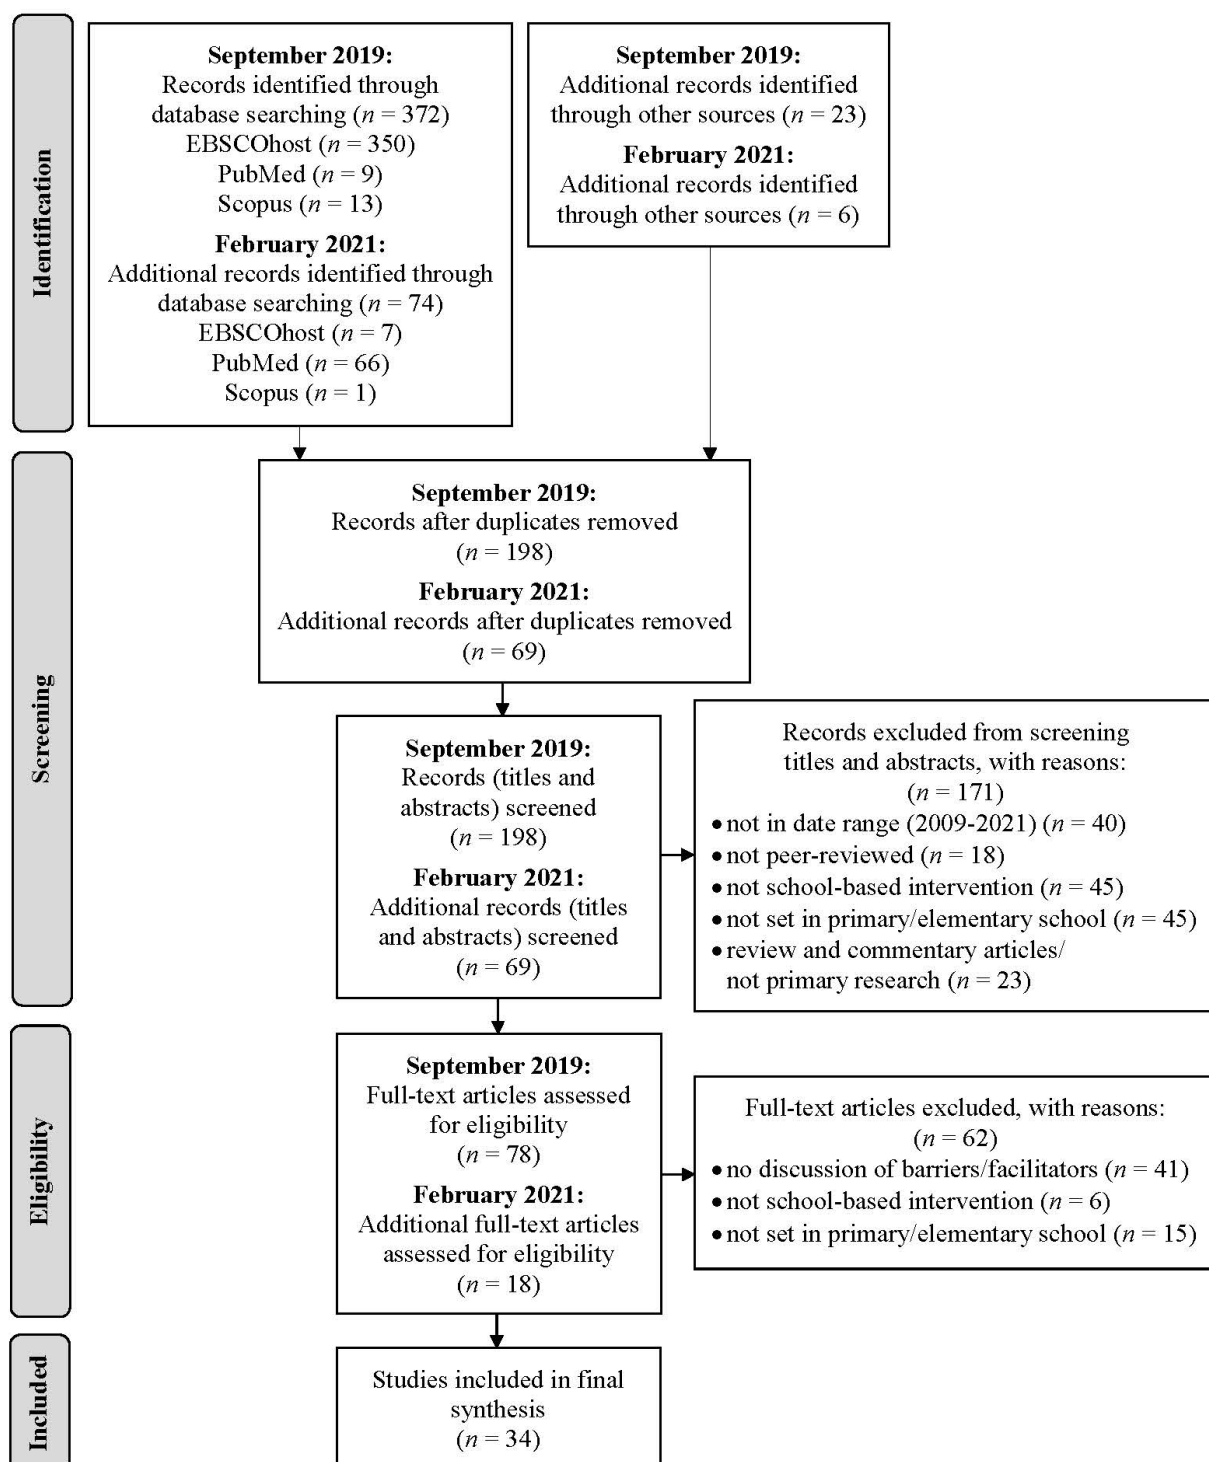 Identification
September 2019:
Records identified through
database searching (n = 372)
EBSCOhost (n = 350)
PubMed (n = 9)
Scopus (n = 13)
February 2021:
Additional records identified through
database searching (n = 74)
EBSCOhost (n = 7)
PubMed (n = 66)
Scopus (n = 1)
September 2019:
Additional records identified
through other sources (n = 23)
February 2021:
Additional records identified
through other sources (n = 6)
Screening
September 2019:
Records after duplicates removed
(n = 198)
February 2021:
Additional records after duplicates removed
(n = 69)
September 2019:
Records (titles and
abstracts) screened
(n = 198)
February 2021:
Additional records (titles
and abstracts) screened
(n = 69)
Records excluded from screening
titles and abstracts, with reasons:
(n = 171)
• not in date range (2009-2021) (n = 40)
• not peer-reviewed (n = 18)
• not school-based intervention (n = 45)
• not set in primary/elementary school (n = 45)
• review and commentary articles/
not primary research (n = 23)
Eligibility
September 2019:
Full-text articles assessed
for eligibility
(n = 78)
February 2021:
Additional full-text articles
assessed for eligibility
(n = 18)
Full-text articles excluded, with reasons:
(n = 62)
• no discussion of barriers/facilitators (n = 41)
• not school-based intervention (n = 6)
• not set in primary/elementary school (n = 15)
Included
Studies included in final
synthesis
(n = 34)